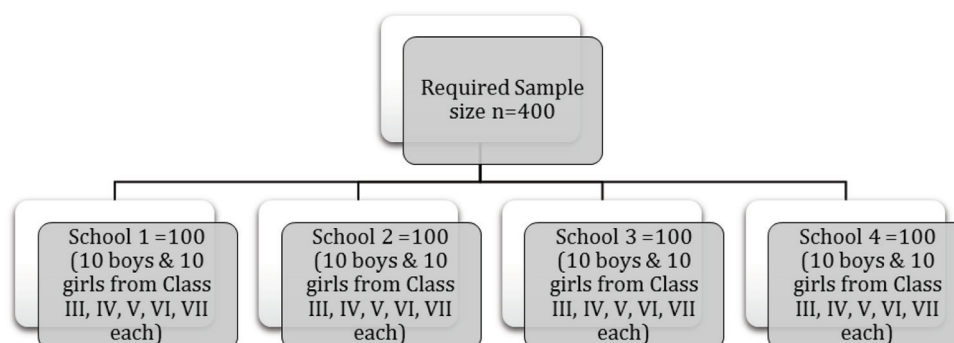 Required Sample
size n=400
School 1 =100
(10 boys & 10
girls from Class
III, IV, V, VI, VII
each)
School 2 =100
(10 boys & 10
girls from Class
III, IV, V, VI, VII
each)
School 3 =100
(10 boys & 10
girls from Class
III, IV, V, VI, VII
each)
School 4 =100
(10 boys & 10
girls from Class
III, IV, V, VI, VII
each)